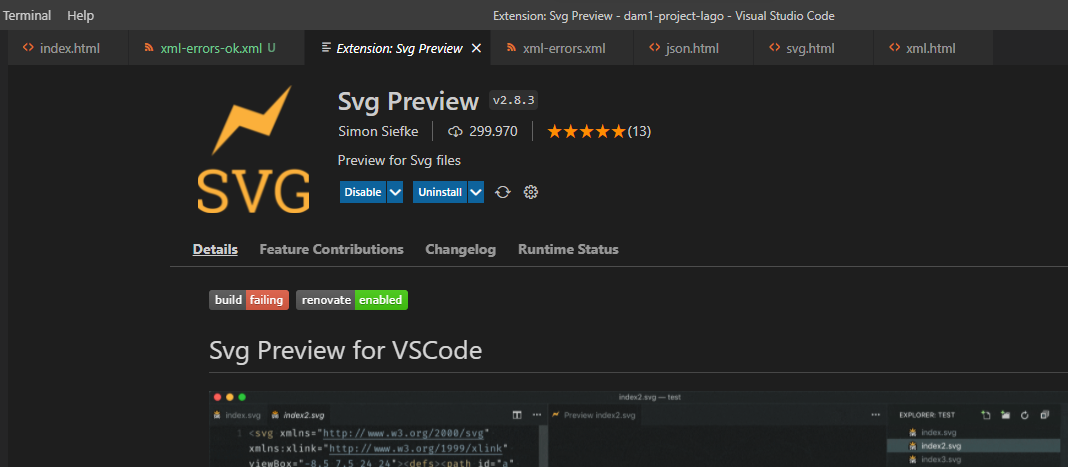 Terminal Help Extension: Svg Preview - dam1-project-lago - Visual Studio Code
index.html xml-errors-ok.xml U Extension: Svg Preview xml-errors.xml json.html svg.html xml.html
SVG
Svg Preview v2.8.3
Simon Siefke 299.970 (13)
Preview for Svg files
Disable Uninstall
Details Feature Contributions Changelog Runtime Status
build failing renovate enabled
Svg Preview for VSCode
index2.svg — test
index.svg index2.svg Preview index2.svg EXPLORER: TEST
1 <svg xmlns="http://www.w3.org/2000/svg" index.svg
xmlns:xlink="http://www.w3.org/1999/xlink" index2.svg
viewBox="-8.5 7.5 24 24"><defs><path id="a" index3.svg